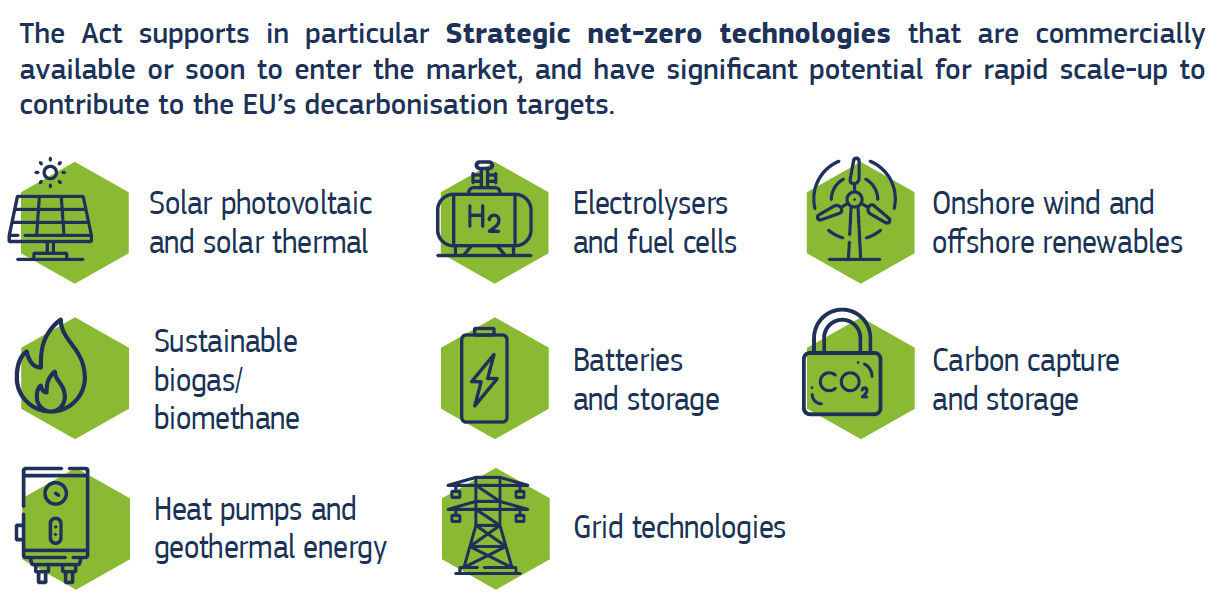 The Act supports in particular Strategic net-zero technologies that are commercially
available or soon to enter the market, and have significant potential for rapid scale-up to
contribute to the EU's decarbonisation targets.
Solar photovoltaic
and solar thermal
H2
Electrolysers
and fuel cells
Onshore wind and
offshore renewables
Sustainable
biogas/
biomethane
Batteries
and storage
CO2
Carbon capture
and storage
Heat pumps and
geothermal energy
Grid technologies